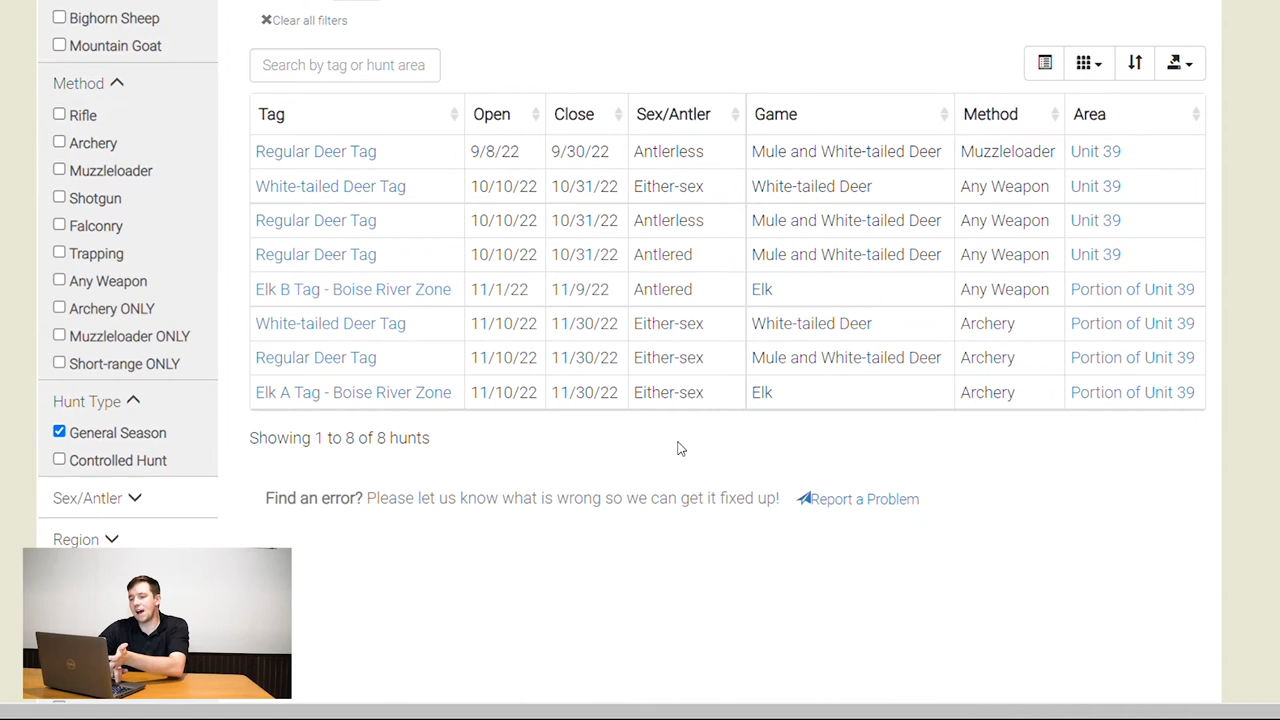 Bighorn Sheep
Mountain Goat
Method
Rifle
Archery
Muzzleloader
Shotgun
Falconry
Trapping
Any Weapon
Archery ONLY
Muzzleloader ONLY
Short-range ONLY
Hunt Type
General Season
Controlled Hunt
Sex/Antler
Region
Clear all filters
Search by tag or hunt area
Tag Open Close Sex/Antler Game Method Area
Regular Deer Tag 9/8/22 9/30/22 Antlerless Mule and White-tailed Deer Muzzleloader Unit 39
White-tailed Deer Tag 10/10/22 10/31/22 Either-sex White-tailed Deer Any Weapon Unit 39
Regular Deer Tag 10/10/22 10/31/22 Antlerless Mule and White-tailed Deer Any Weapon Unit 39
Regular Deer Tag 10/10/22 10/31/22 Antlered Mule and White-tailed Deer Any Weapon Unit 39
Elk B Tag - Boise River Zone 11/1/22 11/9/22 Antlered Elk Any Weapon Portion of Unit 39
White-tailed Deer Tag 11/10/22 11/30/22 Either-sex White-tailed Deer Archery Portion of Unit 39
Regular Deer Tag 11/10/22 11/30/22 Either-sex Mule and White-tailed Deer Archery Portion of Unit 39
Elk A Tag - Boise River Zone 11/10/22 11/30/22 Either-sex Elk Archery Portion of Unit 39
Showing 1 to 8 of 8 hunts
Find an error? Please let us know what is wrong so we can get it fixed up! Report a Problem